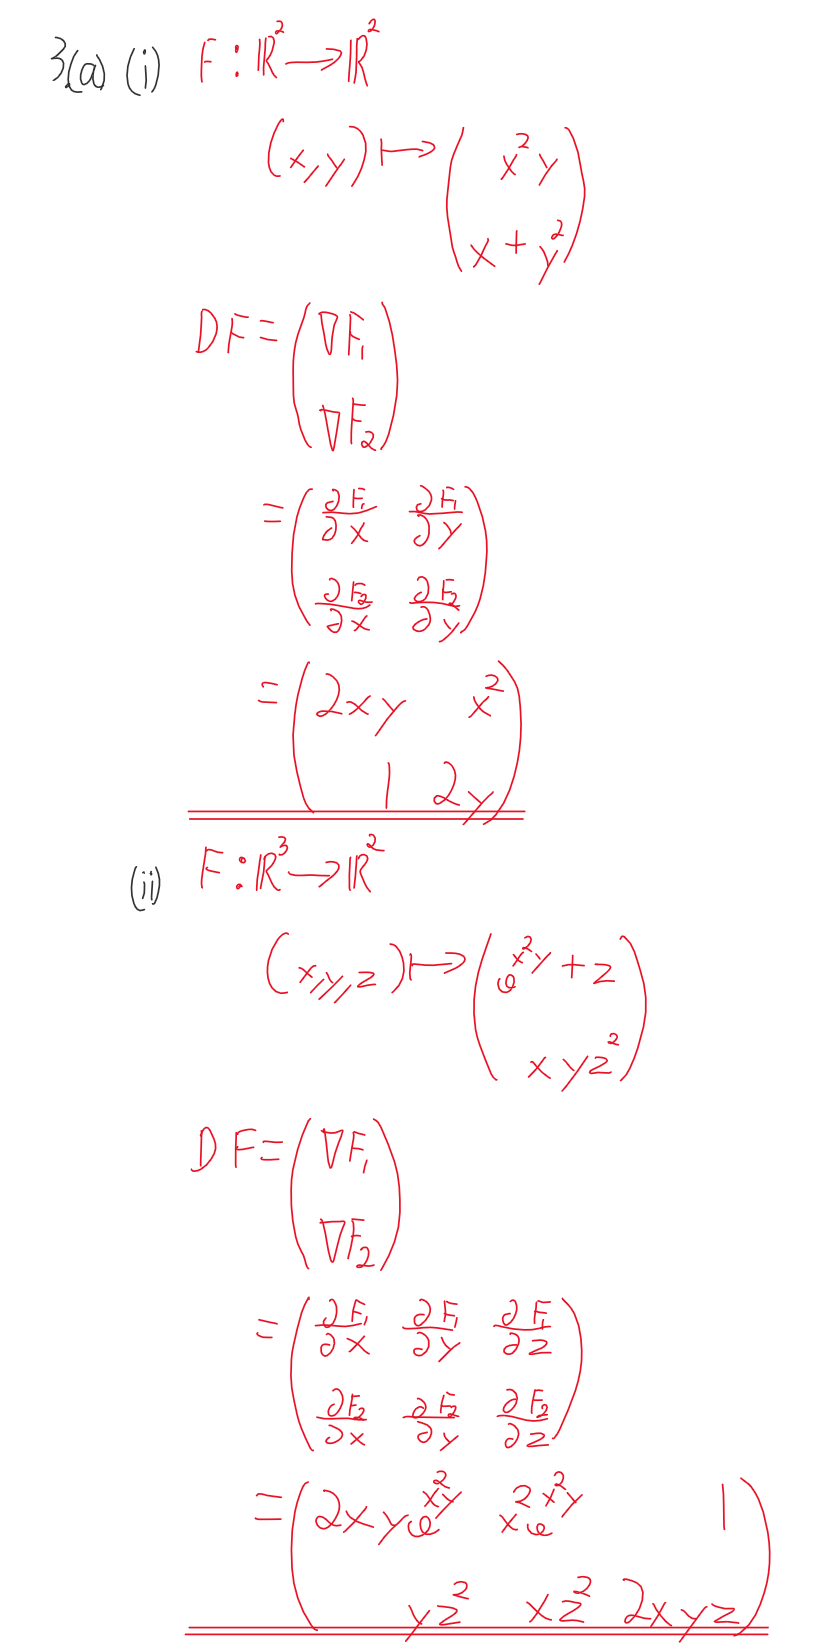 3(a) (i) F : ℝ² → ℝ²
(x,y) ↦ ( x²y ; x + y² )
DF = ( ∇F₁ ; ∇F₂ )
= ( ∂F₁/∂x  ∂F₁/∂y ; ∂F₂/∂x  ∂F₂/∂y )
= ( 2xy  x² ; 1  2y )
(ii) F : ℝ³ → ℝ²
(x,y,z) ↦ ( e^(x²y) + z ; xyz² )
DF = ( ∇F₁ ; ∇F₂ )
= ( ∂F₁/∂x  ∂F₁/∂y  ∂F₁/∂z ; ∂F₂/∂x  ∂F₂/∂y  ∂F₂/∂z )
= ( 2xye^(x²y)  x²e^(x²y)  1 ; yz²  xz²  2xyz )